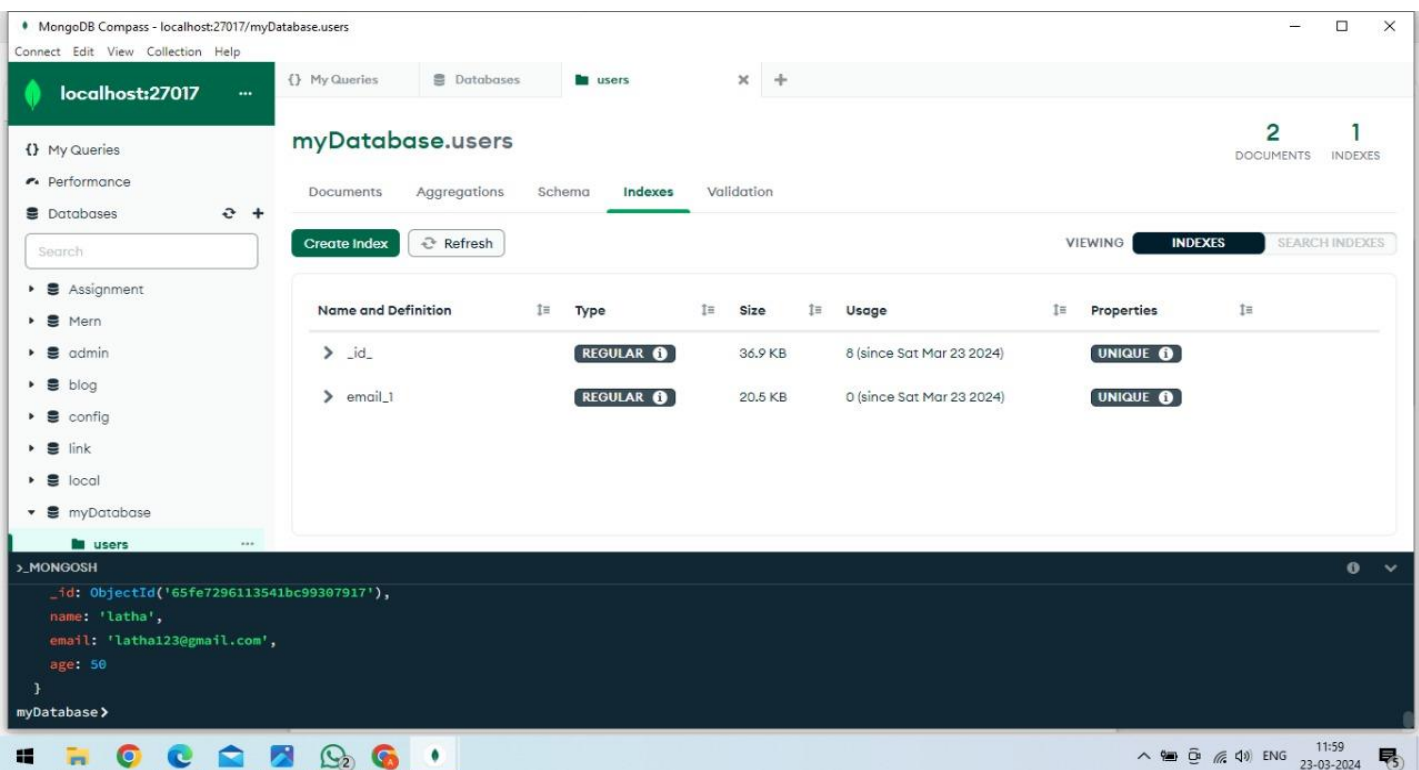 MongoDB Compass - localhost:27017/myDatabase.users
Connect Edit View Collection Help
localhost:27017 ...
{} My Queries
Databases
users
myDatabase.users
2
DOCUMENTS
1
INDEXES
{} My Queries
Performance
Databases
Search
Assignment
Mern
admin
blog
config
link
local
myDatabase
users ...
Documents Aggregations Schema Indexes Validation
Create Index Refresh
VIEWING INDEXES SEARCH INDEXES
Name and Definition Type Size Usage Properties
_id_ REGULAR 36.9 KB 8 (since Sat Mar 23 2024) UNIQUE
email_1 REGULAR 20.5 KB 0 (since Sat Mar 23 2024) UNIQUE
>_MONGOSH
_id: ObjectId('65fe7296113541bc99307917'),
name: 'latha',
email: 'latha123@gmail.com',
age: 50
}
myDatabase>
2
ENG
11:59
23-03-2024
5